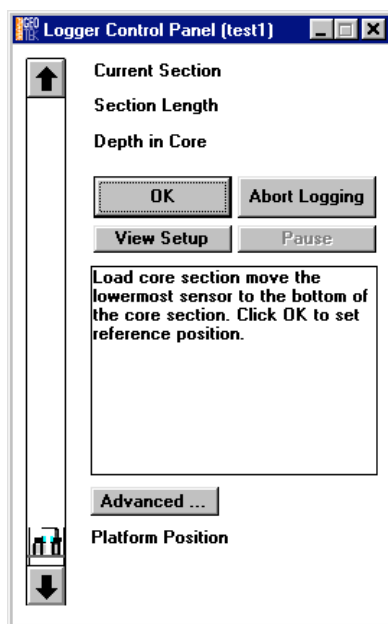 GEO
TEK
Logger Control Panel (test1)
Current Section
Section Length
Depth in Core
OK
Abort Logging
View Setup
Pause
Load core section move the
lowermost sensor to the bottom of
the core section. Click OK to set
reference position.
Advanced ...
Platform Position